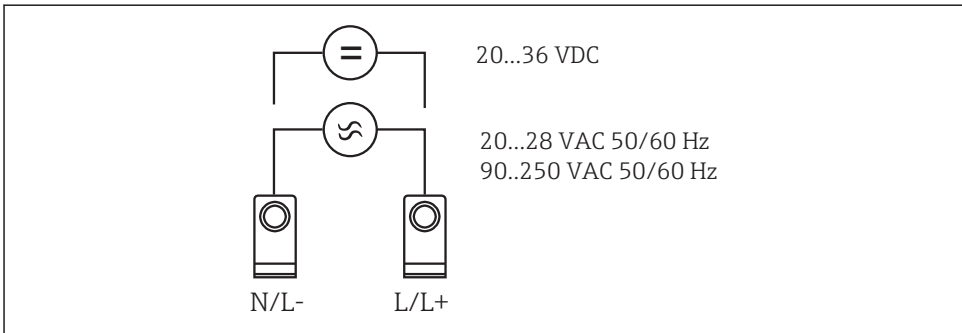 20...36 VDC
20...28 VAC 50/60 Hz
90..250 VAC 50/60 Hz
N/L- L/L+